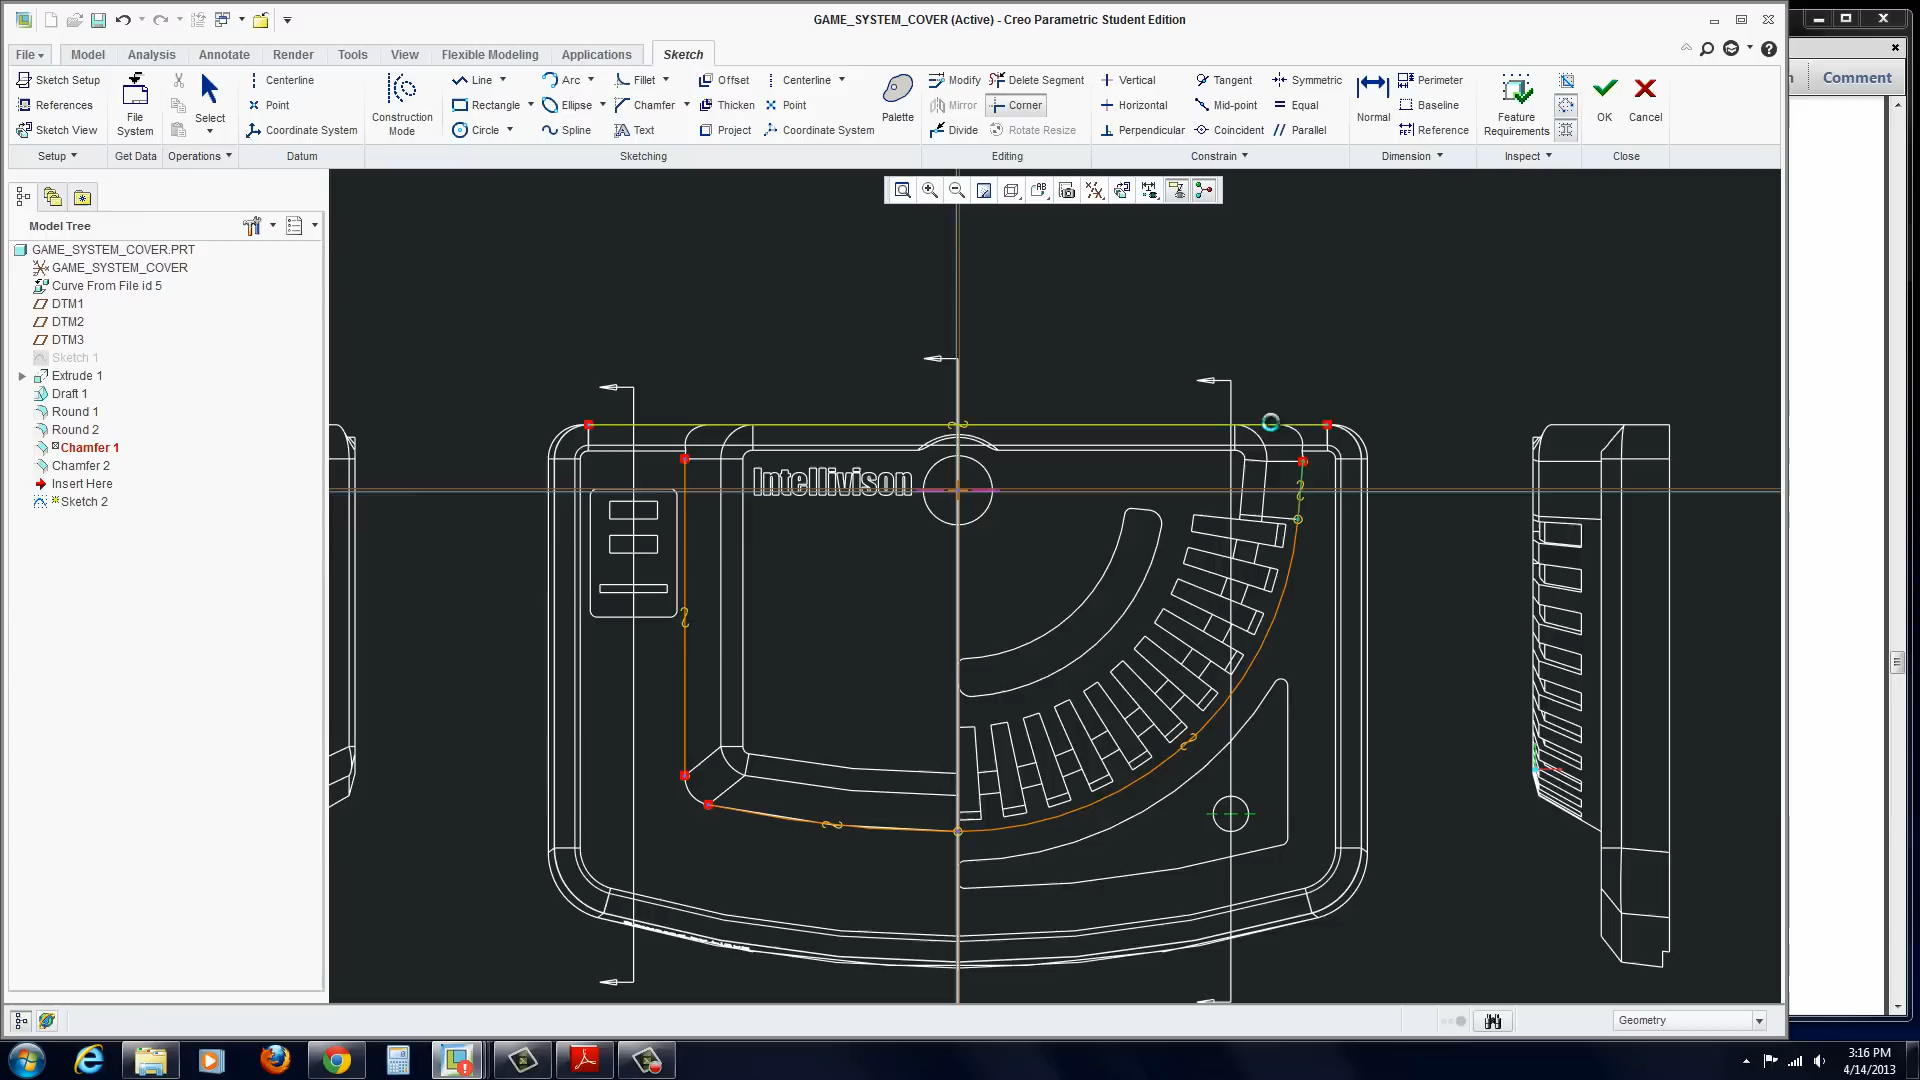 GAME_SYSTEM_COVER (Active) - Creo Parametric Student Edition
File
Model
Analysis
Annotate
Render
Tools
View
Flexible Modeling
Applications
Sketch
Comment
Sketch Setup
References
Sketch View
Setup
File System
Get Data
Select
Operations
Centerline
Point
Coordinate System
Datum
Construction Mode
Line
Rectangle
Circle
Arc
Ellipse
Spline
Fillet
Chamfer
Text
Offset
Thicken
Project
Centerline
Point
Coordinate System
Palette
Sketching
Modify
Mirror
Divide
Delete Segment
Corner
Rotate Resize
Editing
Vertical
Horizontal
Perpendicular
Tangent
Mid-point
Coincident
Symmetric
Equal
Parallel
Constrain
Normal
Perimeter
Baseline
Reference
Dimension
Feature Requirements
Inspect
OK
Cancel
Close
Model Tree
GAME_SYSTEM_COVER.PRT
GAME_SYSTEM_COVER
Curve From File id 5
DTM1
DTM2
DTM3
Sketch 1
Extrude 1
Draft 1
Round 1
Round 2
Chamfer 1
Chamfer 2
Insert Here
Sketch 2
Intellivison
Geometry
3:16 PM
4/14/2013